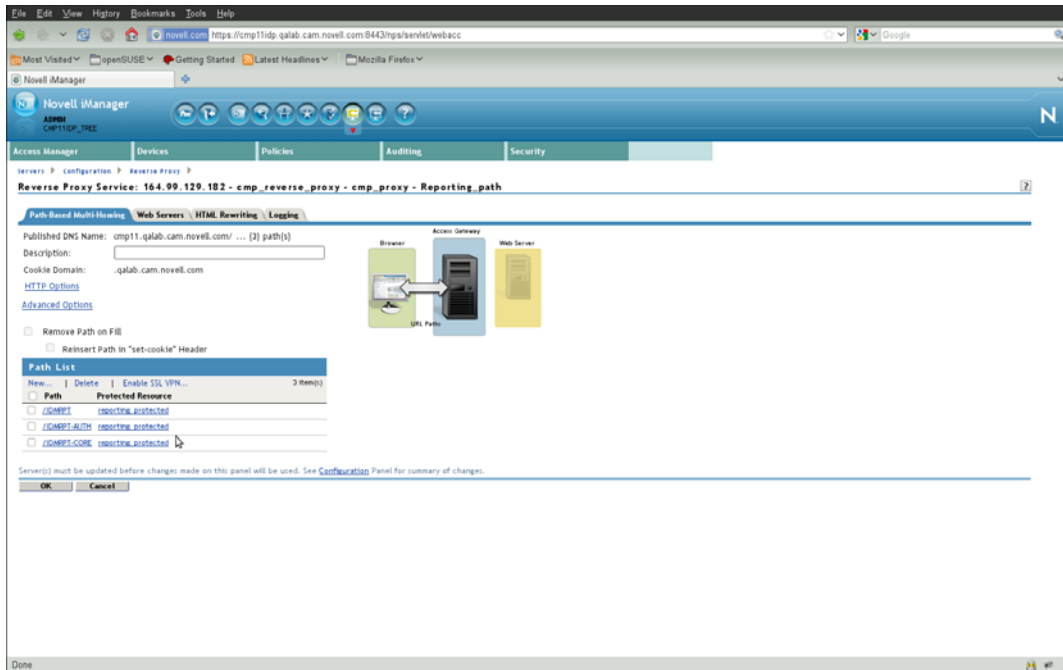 File Edit View History Bookmarks Tools Help
novell.com https://cmp11idp.qalab.cam.novell.com:8443/nps/servlet/webacc
Google
Most Visited openSUSE Getting Started Latest Headlines Mozilla Firefox
Novell iManager
Novell iManager
ADMIN
CMP11IDP_TREE
N
Access Manager Devices Policies Auditing Security
Servers Configuration Reverse Proxy
Reverse Proxy Service: 164.99.129.182 - cmp_reverse_proxy - cmp_proxy - Reporting_path
?
Path-Based Multi-Homing Web Servers HTML Rewriting Logging
Published DNS Name: cmp11.qalab.cam.novell.com/ ... (3) path(s)
Description:
Cookie Domain: .qalab.cam.novell.com
HTTP Options
Advanced Options
Browser
Access Gateway
Web Server
URL Paths
Remove Path on Fill
Reinsert Path in "set-cookie" Header
Path List
New... | Delete | Enable SSL VPN... 3 Item(s)
Path Protected Resource
/IDMRPT reporting_protected
/IDMRPT-AUTH reporting_protected
/IDMRPT-CORE reporting_protected
Server(s) must be updated before changes made on this panel will be used. See Configuration Panel for summary of changes.
OK Cancel
Done